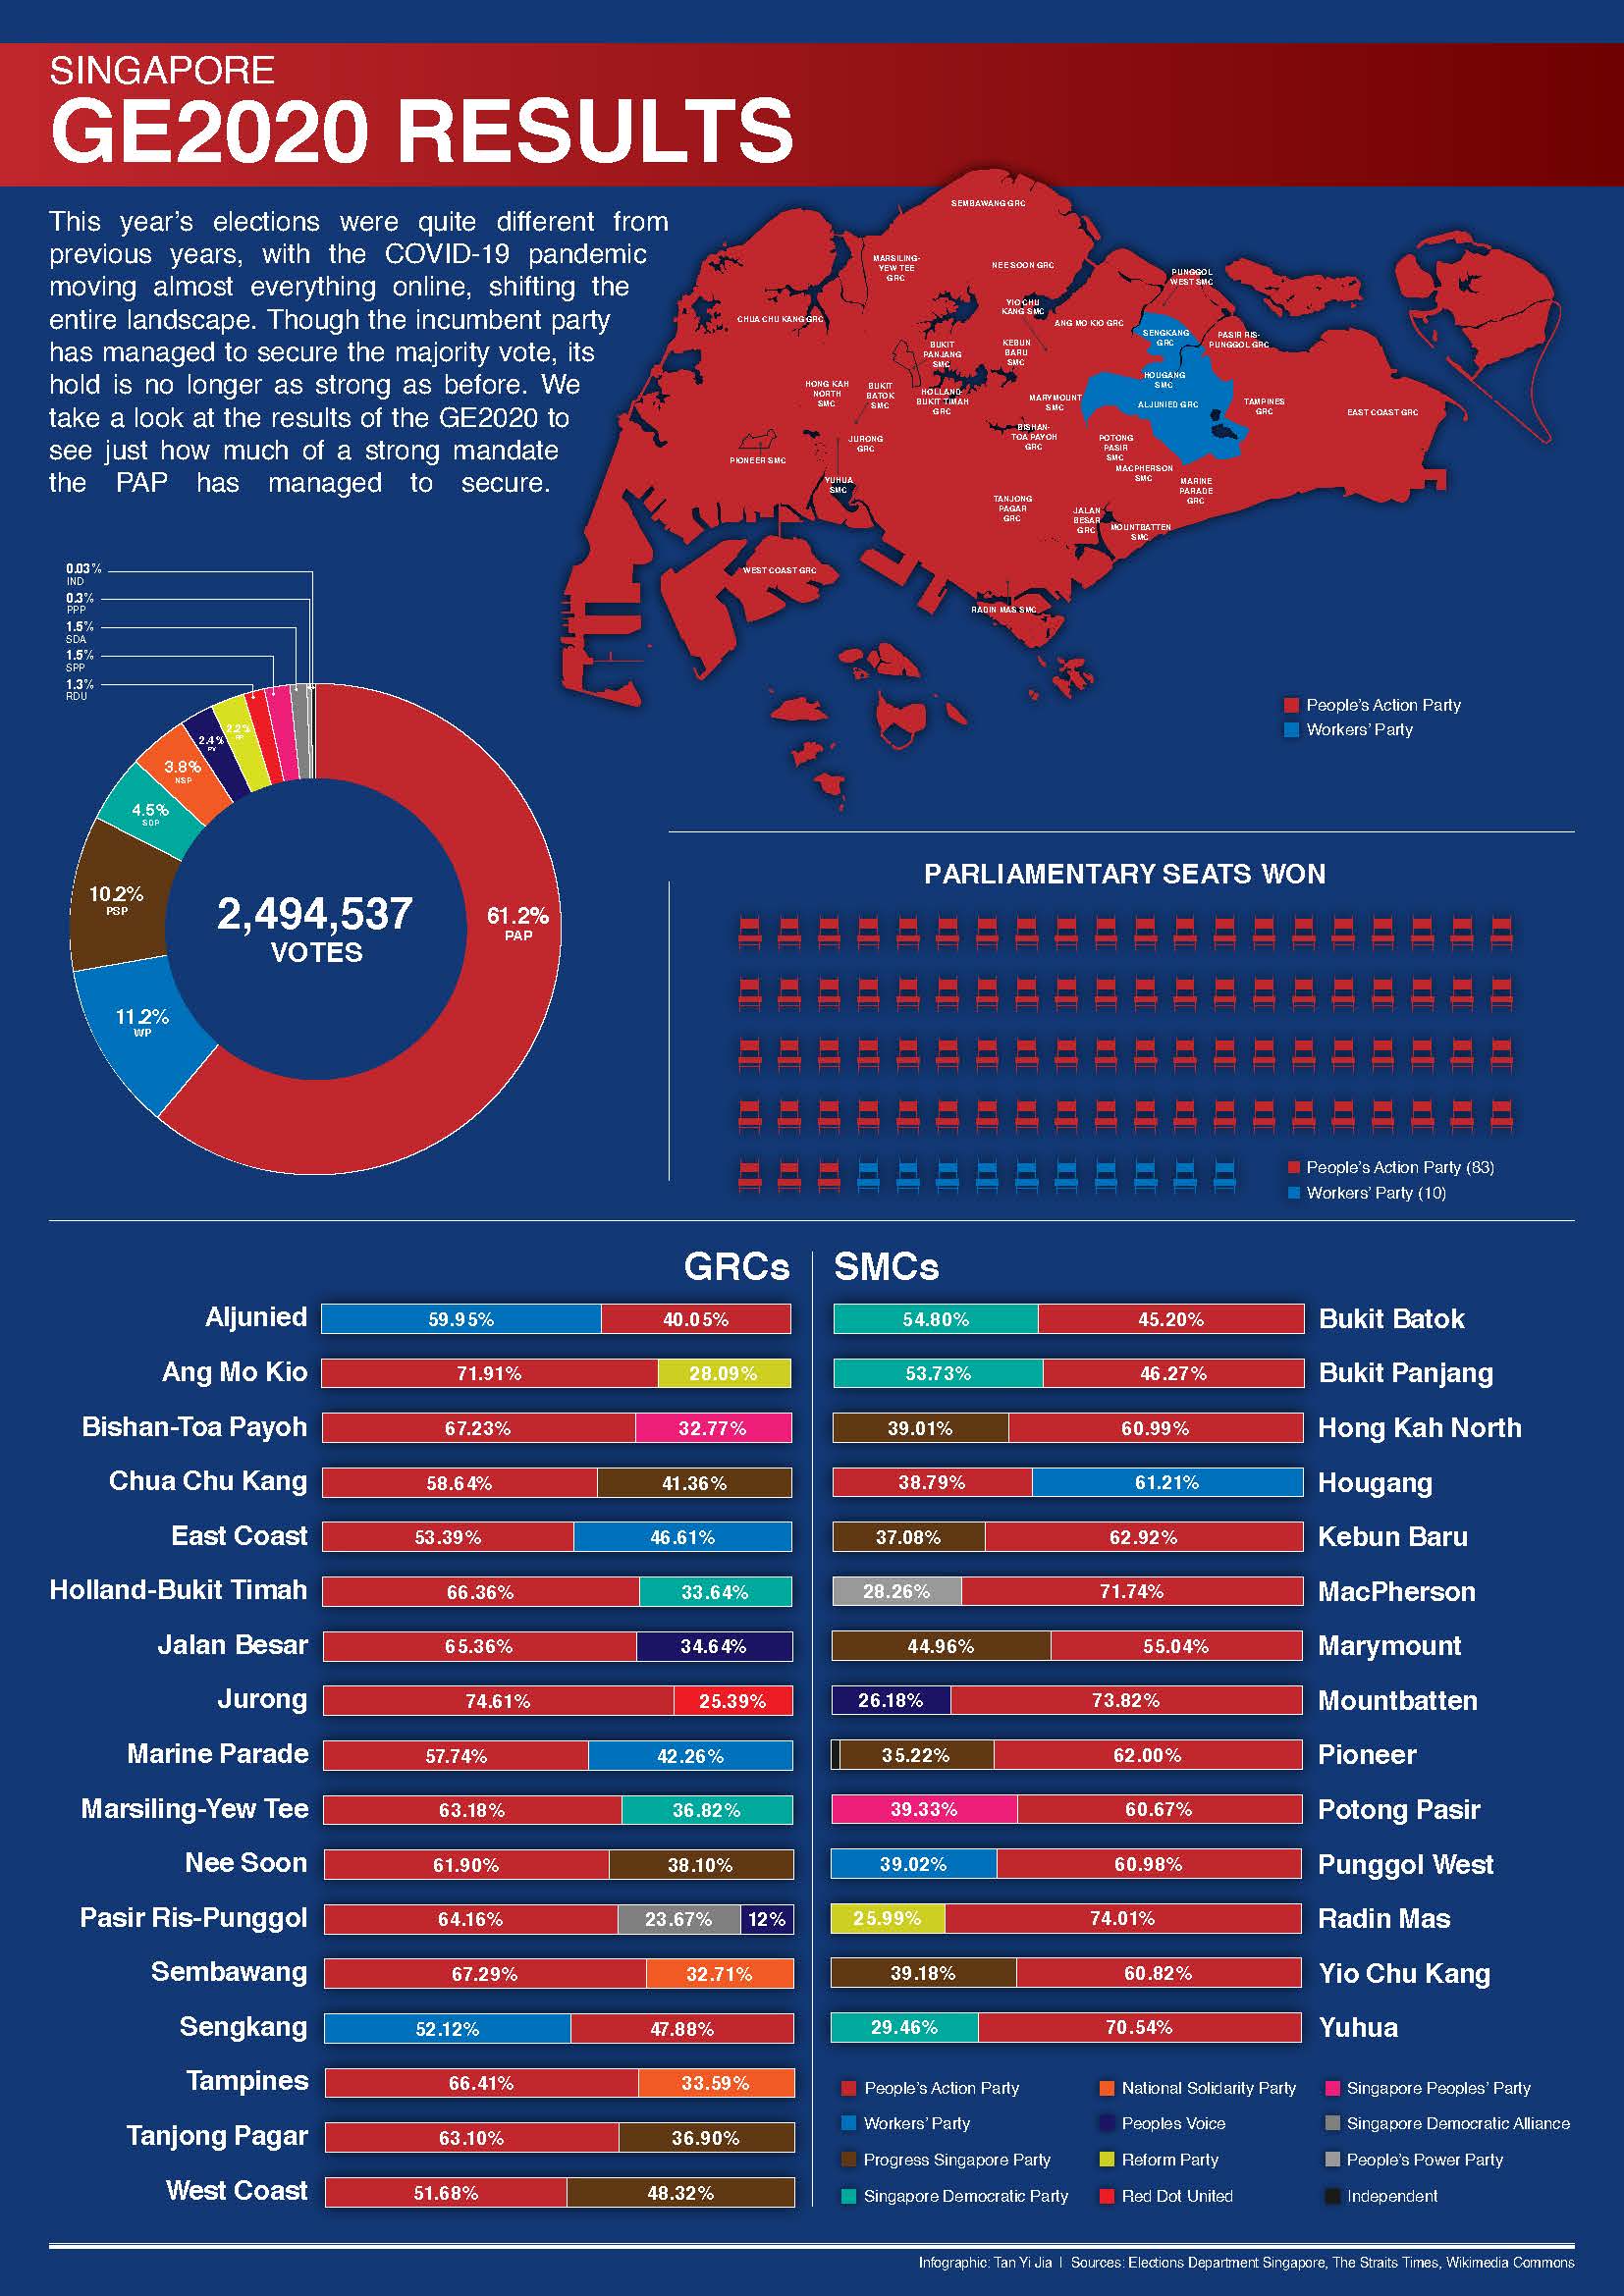 SINGAPORE
GE2020 RESULTS
This year's elections were quite different from
previous years, with the COVID-19 pandemic
moving almost everything online, shifting the
entire landscape. Though the incumbent party
has managed to secure the majority vote, its
hold is no longer as strong as before. We
take a look at the results of the GE2020 to
see just how much of a strong mandate
the PAP has managed to secure.
SEMBAWANG GRC
MARSILING-
YEW TEE
GRC
NEE SOON GRC
PUNGGOL
WEST SMC
CHUA CHU KANG GRC
YIO CHU
KANG SMC
ANG MO KIO GRC
SENGKANG
GRC
PASIR RIS-
PUNGGOL GRC
BUKIT
PANJANG
SMC
KEBUN
BARU
SMC
HOUGANG
SMC
HONG KAH
NORTH
SMC
BUKIT
BATOK
SMC
HOLLAND-
BUKIT TIMAH
GRC
MARYMOUNT
SMC
ALJUNIED GRC
TAMPINES
GRC
EAST COAST GRC
BISHAN-
TOA PAYOH
GRC
JURONG
GRC
POTONG
PASIR
SMC
PIONEER SMC
MACPHERSON
SMC
YUHUA
SMC
MARINE
PARADE
GRC
TANJONG
PAGAR
GRC
JALAN
BESAR
GRC
MOUNTBATTEN
SMC
WEST COAST GRC
RADIN MAS SMC
People's Action Party
Workers' Party
0.03%
IND
0.3%
PPP
1.5%
SDA
1.5%
SPP
1.3%
RDU
2.2%
2.4%
PV
3.8%
NSP
4.5%
SDP
10.2%
PSP
11.2%
WP
61.2%
PAP
2,494,537
VOTES
PARLIAMENTARY SEATS WON
People's Action Party (83)
Workers' Party (10)
GRCs
Aljunied 59.95% 40.05%
Ang Mo Kio 71.91% 28.09%
Bishan-Toa Payoh 67.23% 32.77%
Chua Chu Kang 58.64% 41.36%
East Coast 53.39% 46.61%
Holland-Bukit Timah 66.36% 33.64%
Jalan Besar 65.36% 34.64%
Jurong 74.61% 25.39%
Marine Parade 57.74% 42.26%
Marsiling-Yew Tee 63.18% 36.82%
Nee Soon 61.90% 38.10%
Pasir Ris-Punggol 64.16% 23.67% 12%
Sembawang 67.29% 32.71%
Sengkang 52.12% 47.88%
Tampines 66.41% 33.59%
Tanjong Pagar 63.10% 36.90%
West Coast 51.68% 48.32%
SMCs
54.80% 45.20% Bukit Batok
53.73% 46.27% Bukit Panjang
39.01% 60.99% Hong Kah North
38.79% 61.21% Hougang
37.08% 62.92% Kebun Baru
28.26% 71.74% MacPherson
44.96% 55.04% Marymount
26.18% 73.82% Mountbatten
35.22% 62.00% Pioneer
39.33% 60.67% Potong Pasir
39.02% 60.98% Punggol West
25.99% 74.01% Radin Mas
39.18% 60.82% Yio Chu Kang
29.46% 70.54% Yuhua
People's Action Party
Workers' Party
Progress Singapore Party
Singapore Democratic Party
National Solidarity Party
Peoples Voice
Reform Party
Red Dot United
Singapore Peoples' Party
Singapore Democratic Alliance
People's Power Party
Independent
Infographic: Tan Yi Jia | Sources: Elections Department Singapore, The Straits Times, Wikimedia Commons